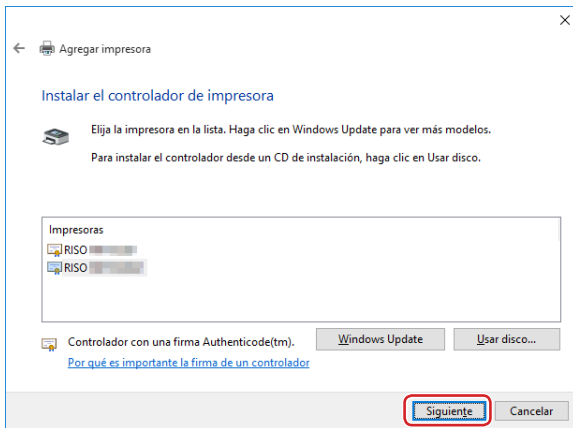 Agregar impresora
Instalar el controlador de impresora
Elija la impresora en la lista. Haga clic en Windows Update para ver más modelos.
Para instalar el controlador desde un CD de instalación, haga clic en Usar disco.
Impresoras
RISO
RISO
Controlador con una firma Authenticode(tm).
Windows Update
Usar disco...
Por qué es importante la firma de un controlador
Siguiente
Cancelar